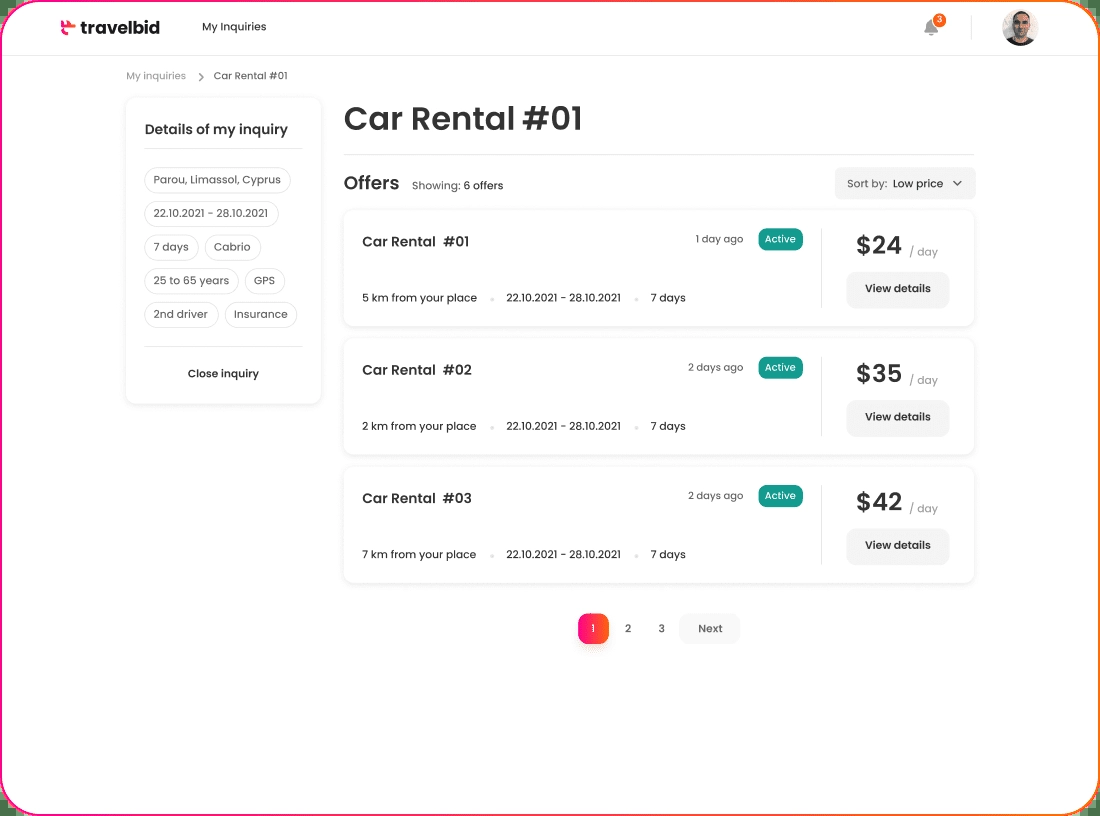 travelbid
My Inquiries
3
My inquiries
Car Rental #01
Details of my inquiry
Parou, Limassol, Cyprus
22.10.2021 - 28.10.2021
7 days
Cabrio
25 to 65 years
GPS
2nd driver
Insurance
Close inquiry
Car Rental #01
Offers Showing: 6 offers
Sort by: Low price
Car Rental #01
1 day ago
Active
$24 / day
View details
5 km from your place
22.10.2021 - 28.10.2021
7 days
Car Rental #02
2 days ago
Active
$35 / day
View details
2 km from your place
22.10.2021 - 28.10.2021
7 days
Car Rental #03
2 days ago
Active
$42 / day
View details
7 km from your place
22.10.2021 - 28.10.2021
7 days
1 2 3 Next